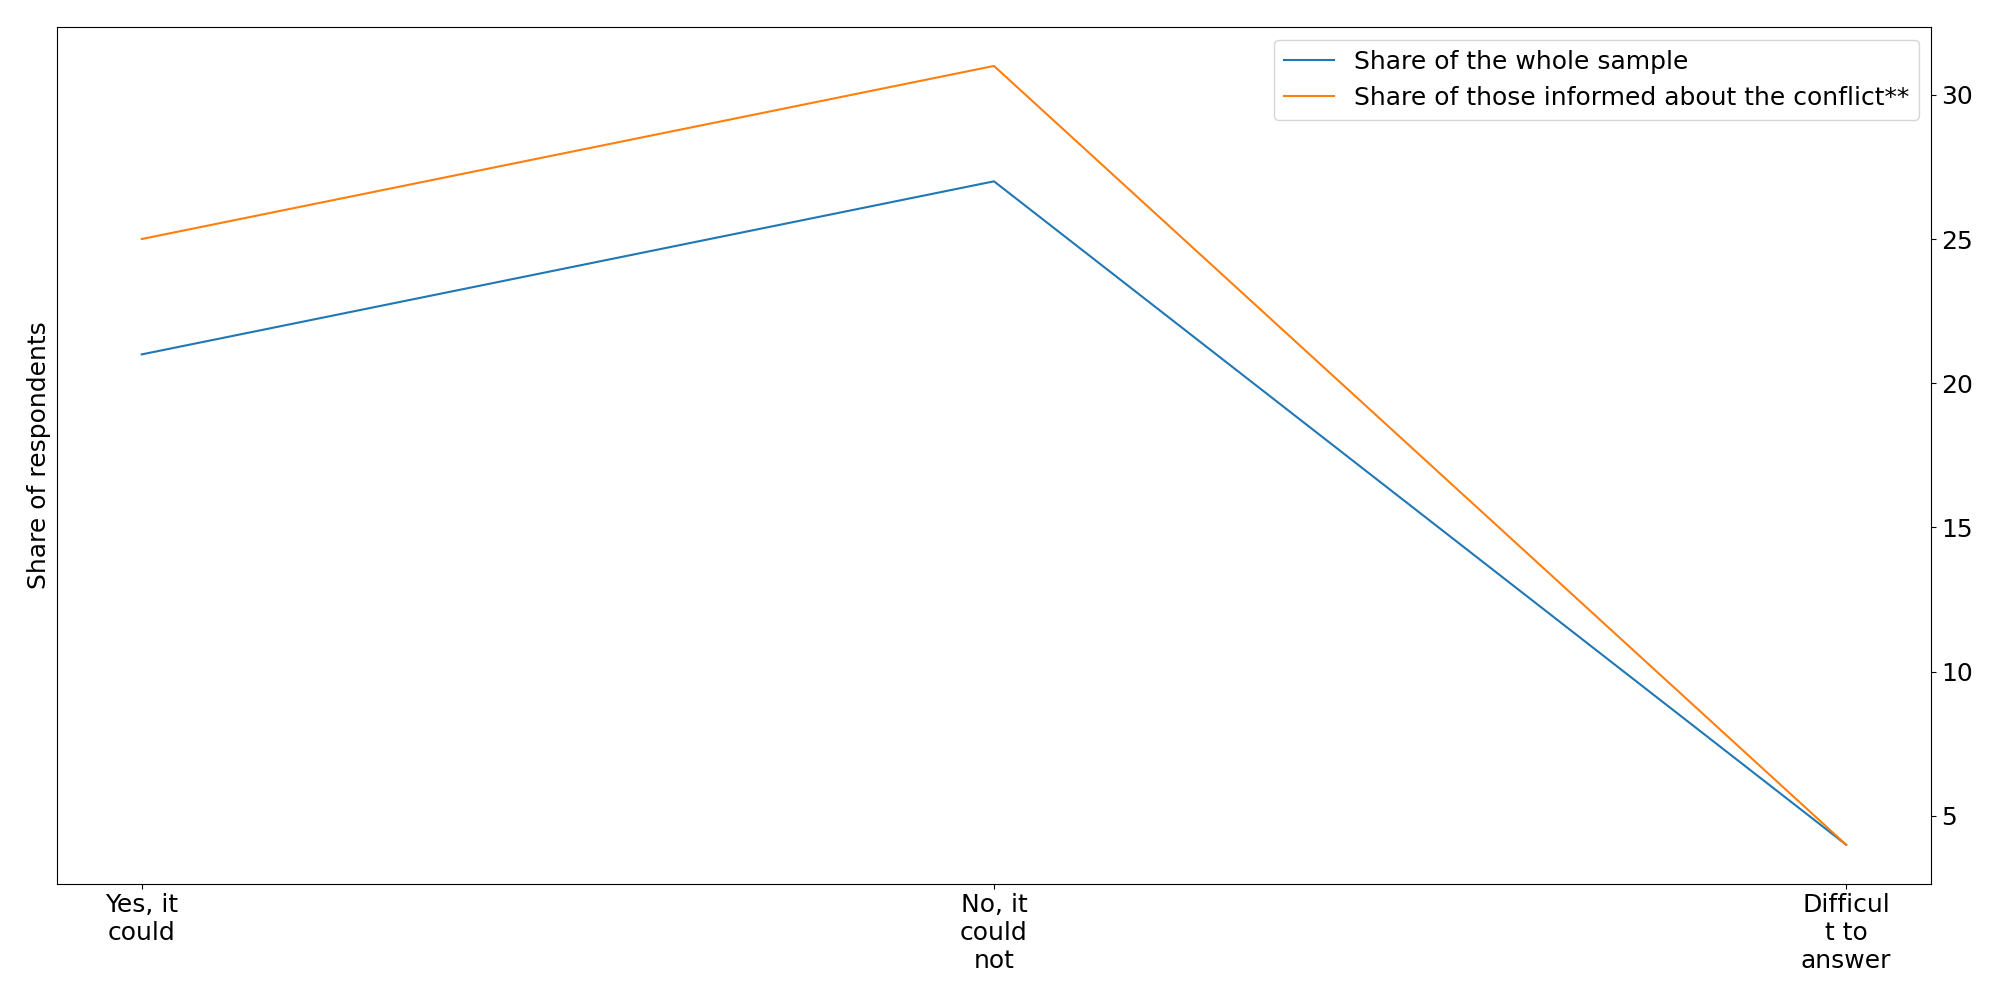 Share of the whole sample
Share of those informed about the conflict**
Share of respondents
30
25
20
15
10
5
Yes, it
could
No, it
could
not
Difficul
t to
answer